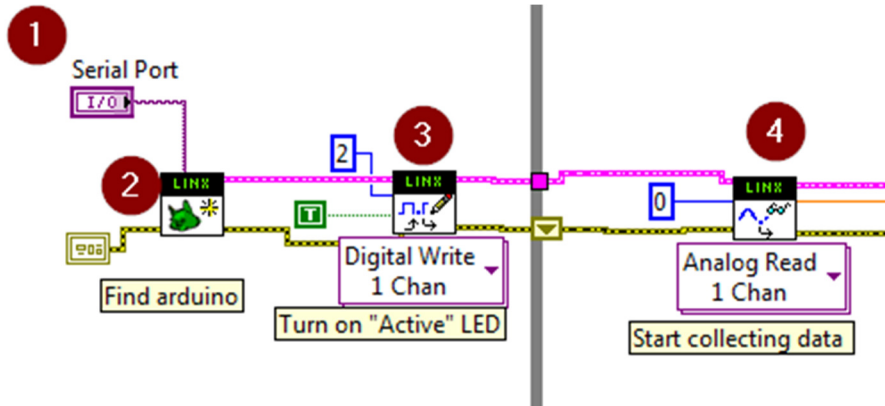 1
Serial Port
I/O
2
LINX
Find arduino
3
2
LINX
T
Digital Write
1 Chan
Turn on "Active" LED
4
0
LINX
Analog Read
1 Chan
Start collecting data